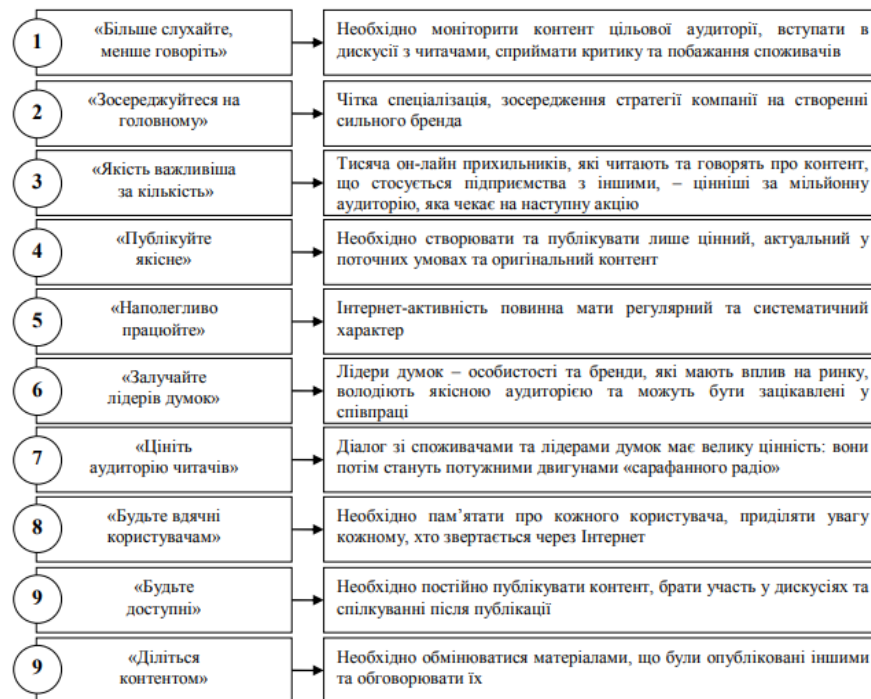 1
«Більше слухайте,
менше говоріть»
Необхідно моніторити контент цільової аудиторії, вступати в
дискусії з читачами, сприймати критику та побажання споживачів
2
«Зосереджуйтеся на
головному»
Чітка спеціалізація, зосередження стратегії компанії на створенні
сильного бренда
3
«Якість важливіша
за кількість»
Тисяча он-лайн прихильників, які читають та говорять про контент,
що стосується підприємства з іншими, – цінніші за мільйонну
аудиторію, яка чекає на наступну акцію
4
«Публікуйте
якісне»
Необхідно створювати та публікувати лише цінний, актуальний у
поточних умовах та оригінальний контент
5
«Наполегливо
працюйте»
Інтернет-активність повинна мати регулярний та систематичний
характер
6
«Залучайте
лідерів думок»
Лідери думок – особистості та бренди, які мають вплив на ринку,
володіють якісною аудиторією та можуть бути зацікавлені у
співпраці
7
«Цініть
аудиторію читачів»
Діалог зі споживачами та лідерами думок має велику цінність: вони
потім стануть потужними двигунами «сарафанного радіо»
8
«Будьте вдячні
користувачам»
Необхідно пам’ятати про кожного користувача, приділяти увагу
кожному, хто звертається через Інтернет
9
«Будьте
доступні»
Необхідно постійно публікувати контент, брати участь у дискусіях та
спілкуванні після публікації
9
«Діліться
контентом»
Необхідно обмінюватися матеріалами, що були опубліковані іншими
та обговорювати їх